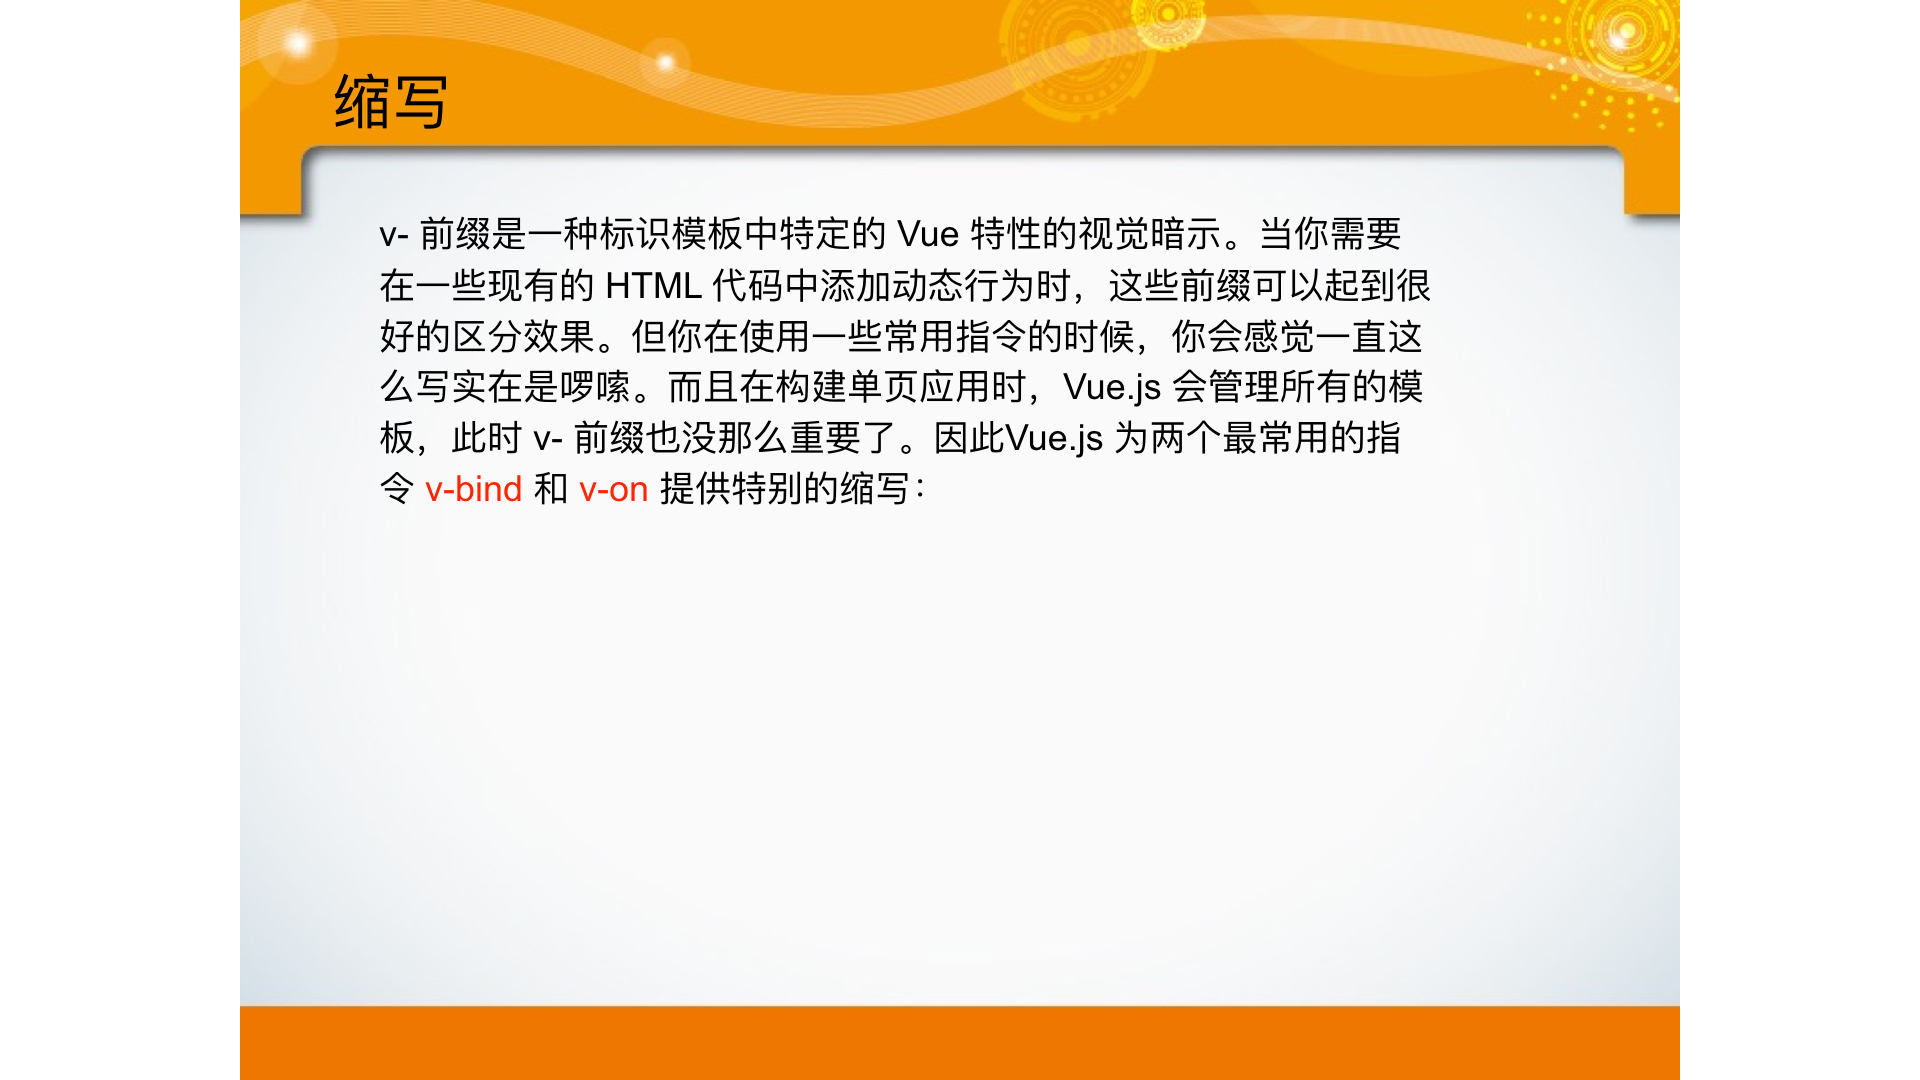 缩写
v- 前缀是一种标识模板中特定的 Vue 特性的视觉暗示。当你需要
在一些现有的 HTML 代码中添加动态行为时，这些前缀可以起到很
好的区分效果。但你在使用一些常用指令的时候，你会感觉一直这
么写实在是啰嗦。而且在构建单页应用时，Vue.js 会管理所有的模
板，此时 v- 前缀也没那么重要了。因此Vue.js 为两个最常用的指
令 v-bind 和 v-on 提供特别的缩写：